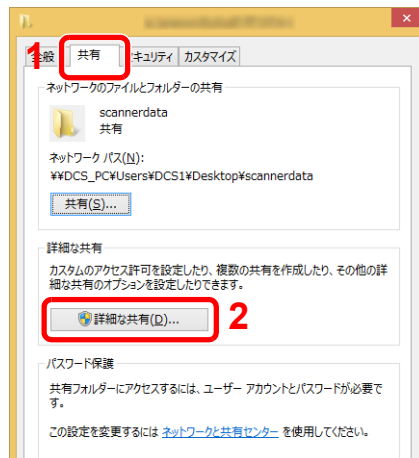 1
全般 共有 セキュリティ カスタマイズ
ネットワークのファイルとフォルダーの共有
scannerdata
共有
ネットワーク パス(N):
¥¥DCS_PC¥Users¥DCS1¥Desktop¥scannerdata
共有(S)...
詳細な共有
カスタムのアクセス許可を設定したり、複数の共有を作成したり、その他の詳
細な共有のオプションを設定したりできます。
詳細な共有(D)... 2
パスワード保護
共有フォルダーにアクセスするには、ユーザー アカウントとパスワードが必要で
す。
この設定を変更するには ネットワークと共有センター を使用してください。